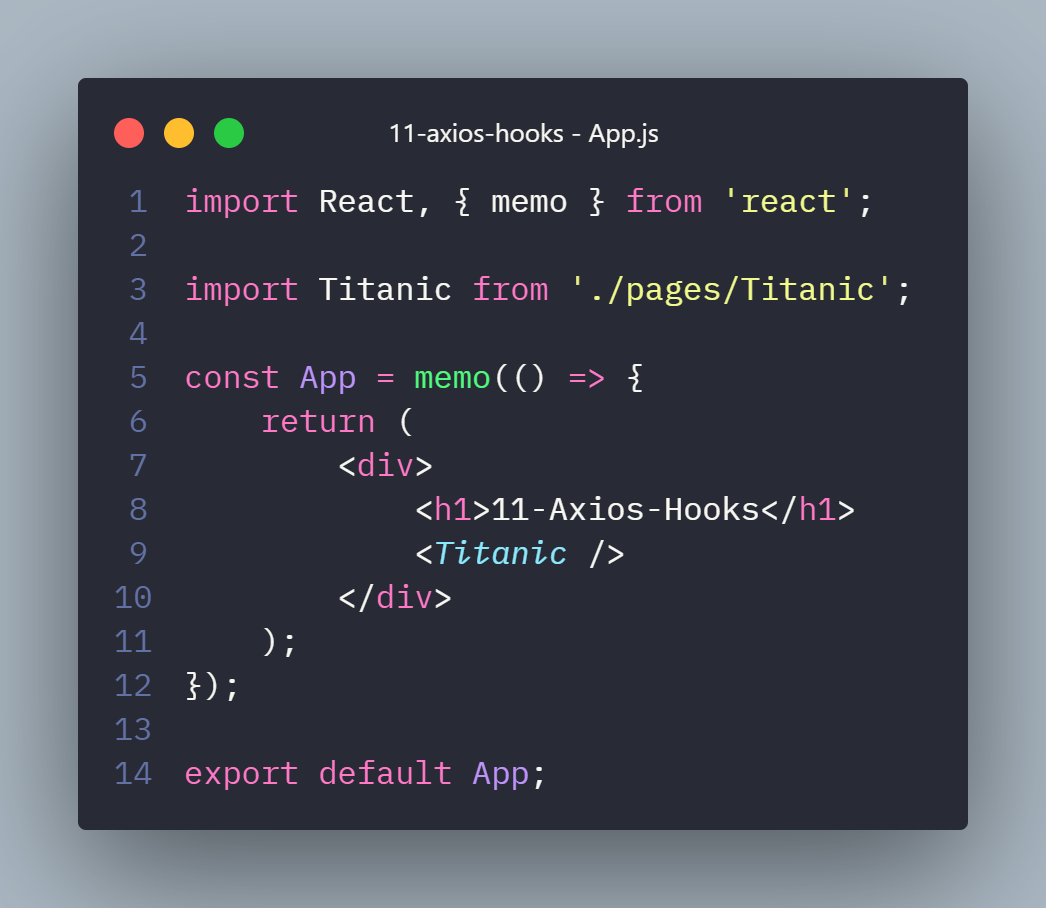 11-axios-hooks - App.js
1 import React, { memo } from 'react';
2
3 import Titanic from './pages/Titanic';
4
5 const App = memo(() => {
6     return (
7         <div>
8             <h1>11-Axios-Hooks</h1>
9             <Titanic />
10         </div>
11     );
12 });
13
14 export default App;